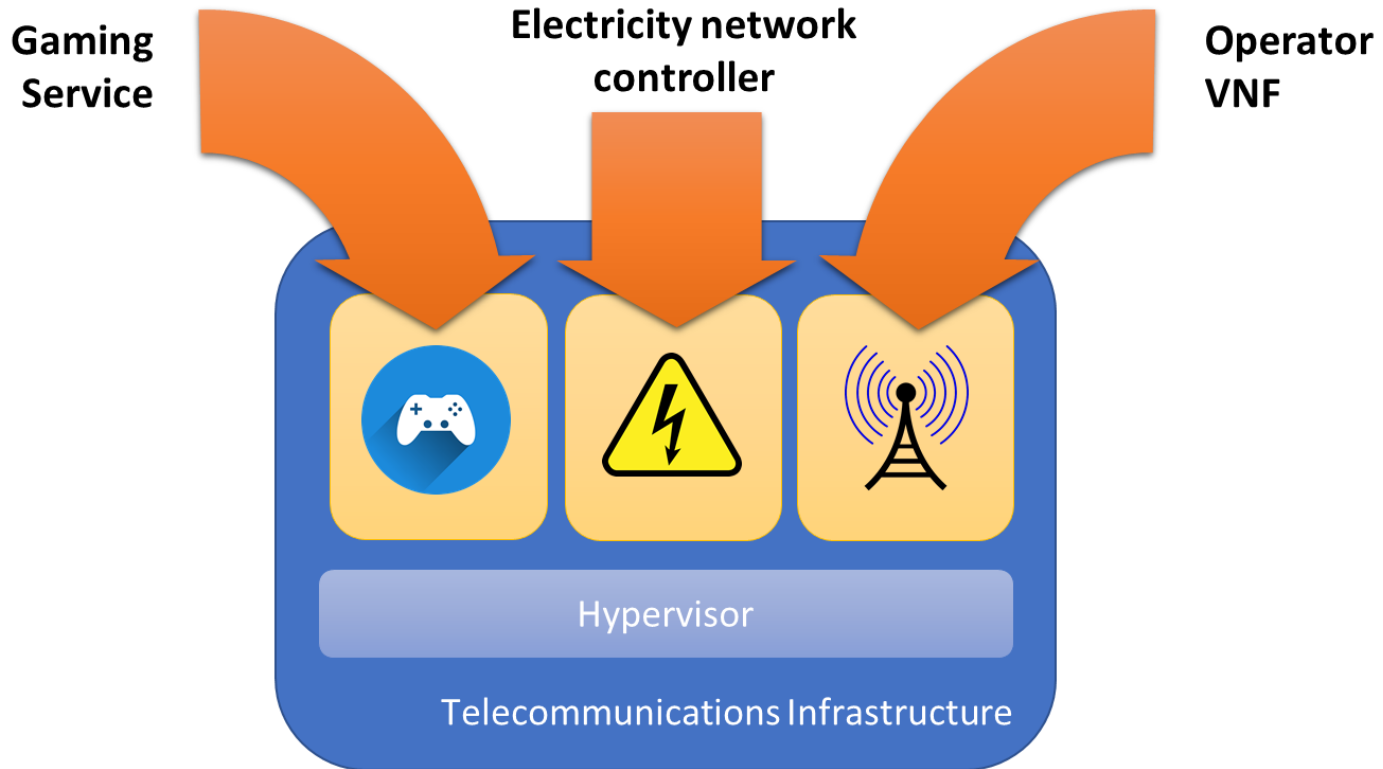 Gaming
Service
Electricity network
controller
Operator
VNF
Hypervisor
Telecommunications Infrastructure